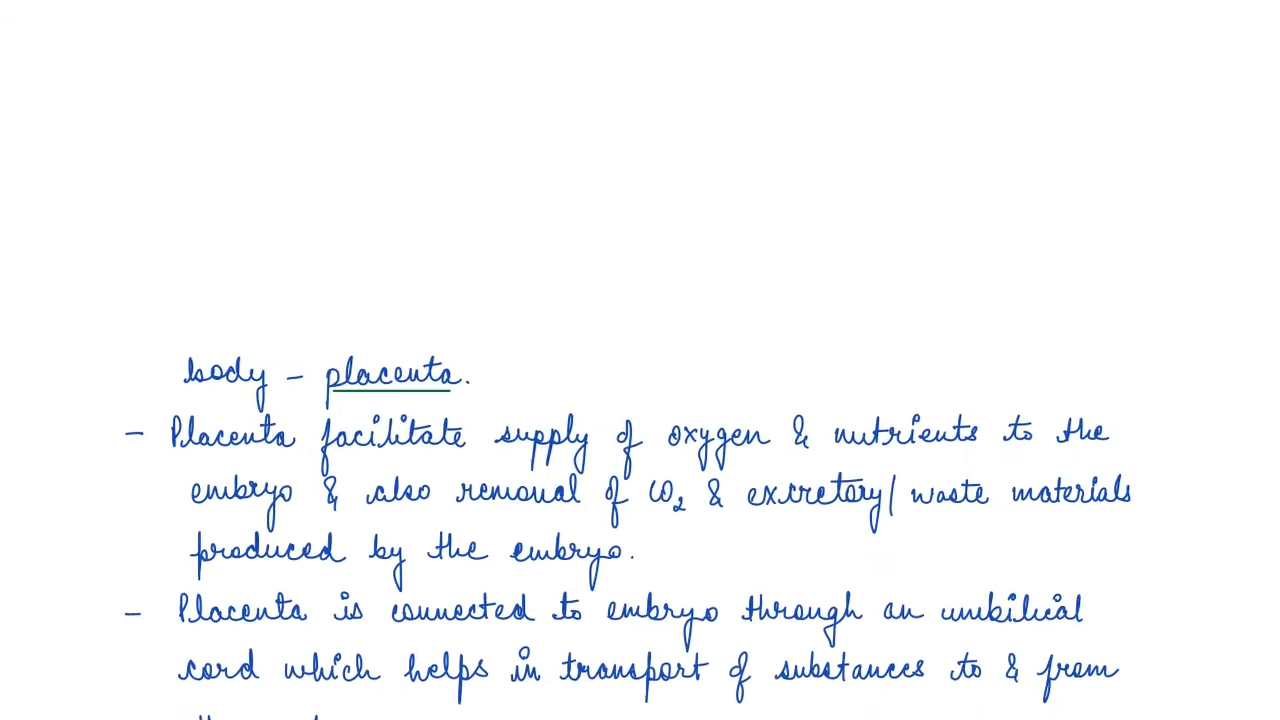 body - placenta.
- Placenta facilitate supply of oxygen & nutrients to the
embryo & also removal of CO₂ & excretory/ waste materials
produced by the embryo.
- Placenta is connected to embryo through an umbilical
cord which helps in transport of substances to & from